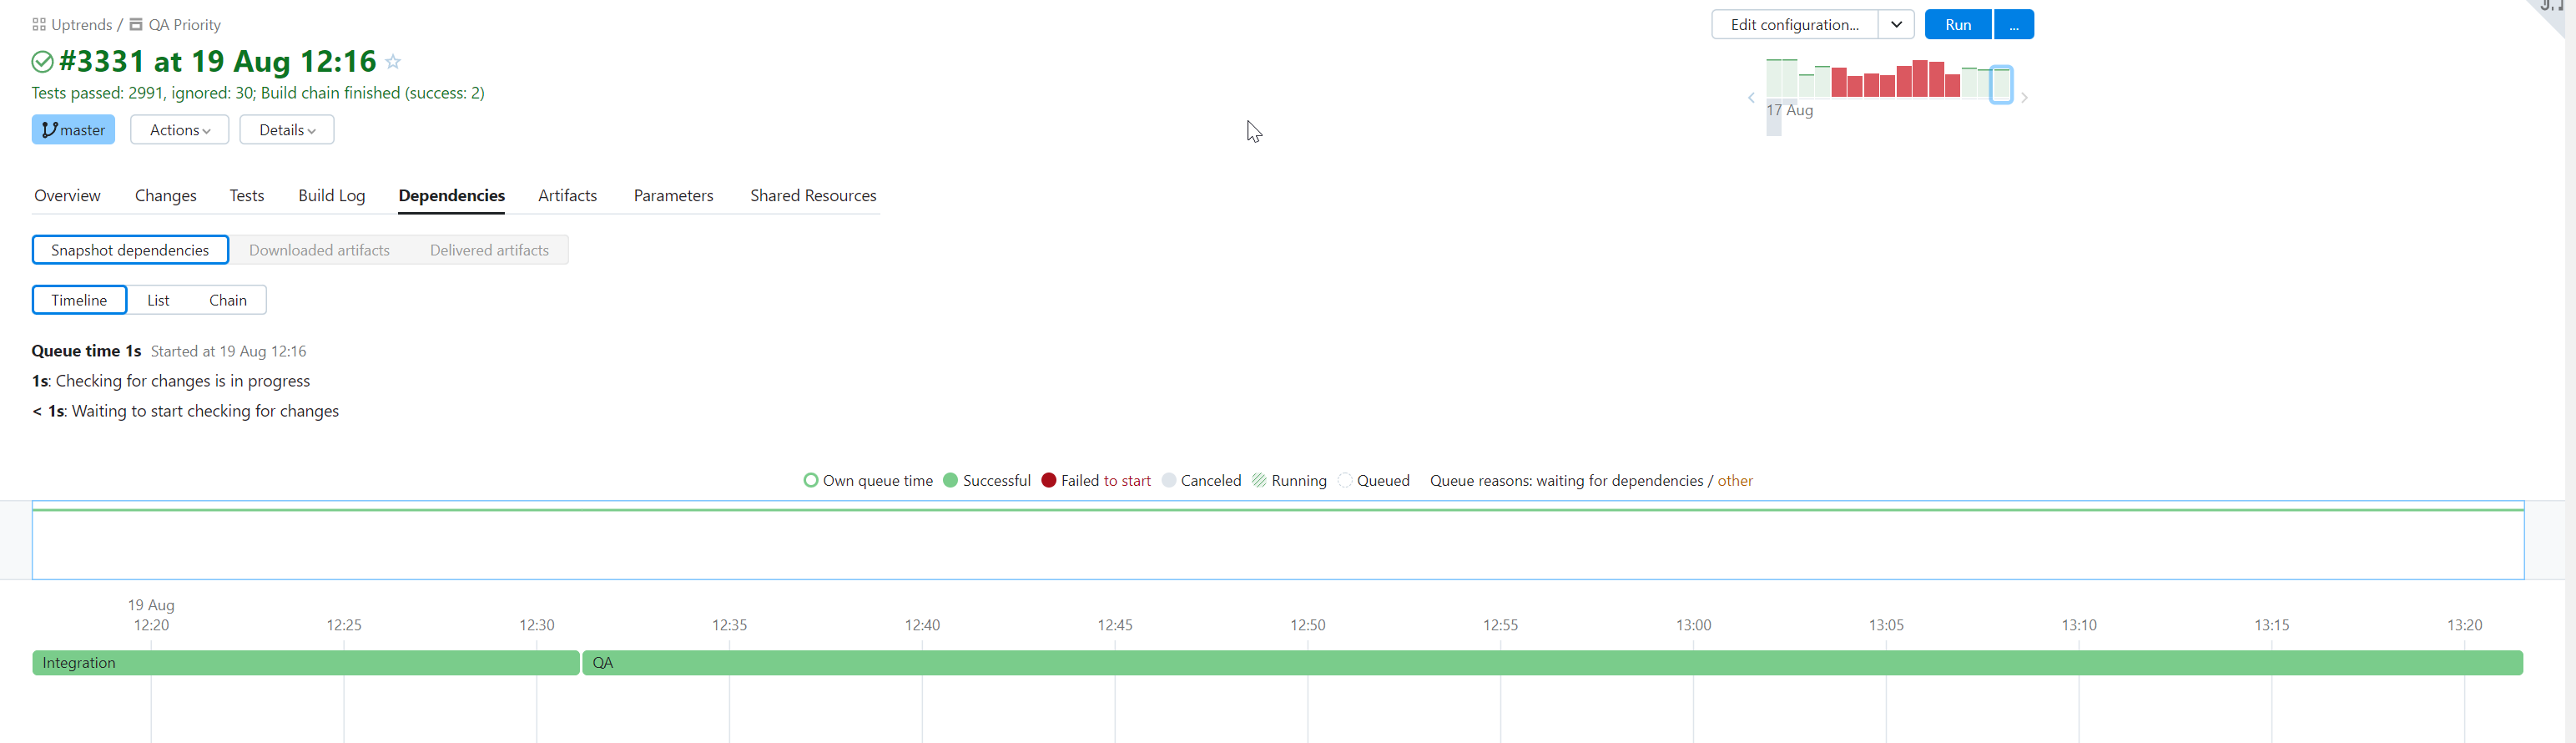 Uptrends / QA Priority
Edit configuration...
Run
...
#3331 at 19 Aug 12:16
Tests passed: 2991, ignored: 30; Build chain finished (success: 2)
17 Aug
master
Actions
Details
Overview
Changes
Tests
Build Log
Dependencies
Artifacts
Parameters
Shared Resources
Snapshot dependencies
Downloaded artifacts
Delivered artifacts
Timeline
List
Chain
Queue time 1s Started at 19 Aug 12:16
1s: Checking for changes is in progress
< 1s: Waiting to start checking for changes
Own queue time Successful Failed to start Canceled Running Queued Queue reasons: waiting for dependencies / other
19 Aug
12:20 12:25 12:30 12:35 12:40 12:45 12:50 12:55 13:00 13:05 13:10 13:15 13:20
Integration QA